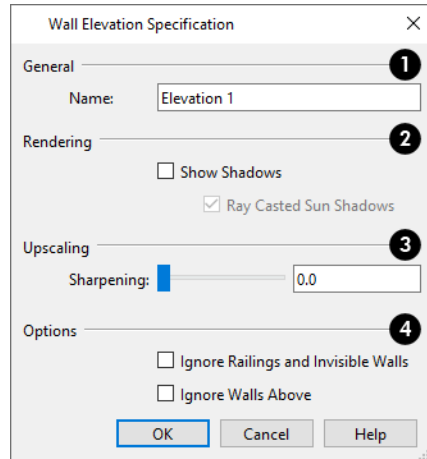 Wall Elevation Specification
General 1
Name: Elevation 1
Rendering 2
Show Shadows
Ray Casted Sun Shadows
Upscaling 3
Sharpening: 0.0
Options 4
Ignore Railings and Invisible Walls
Ignore Walls Above
OK Cancel Help